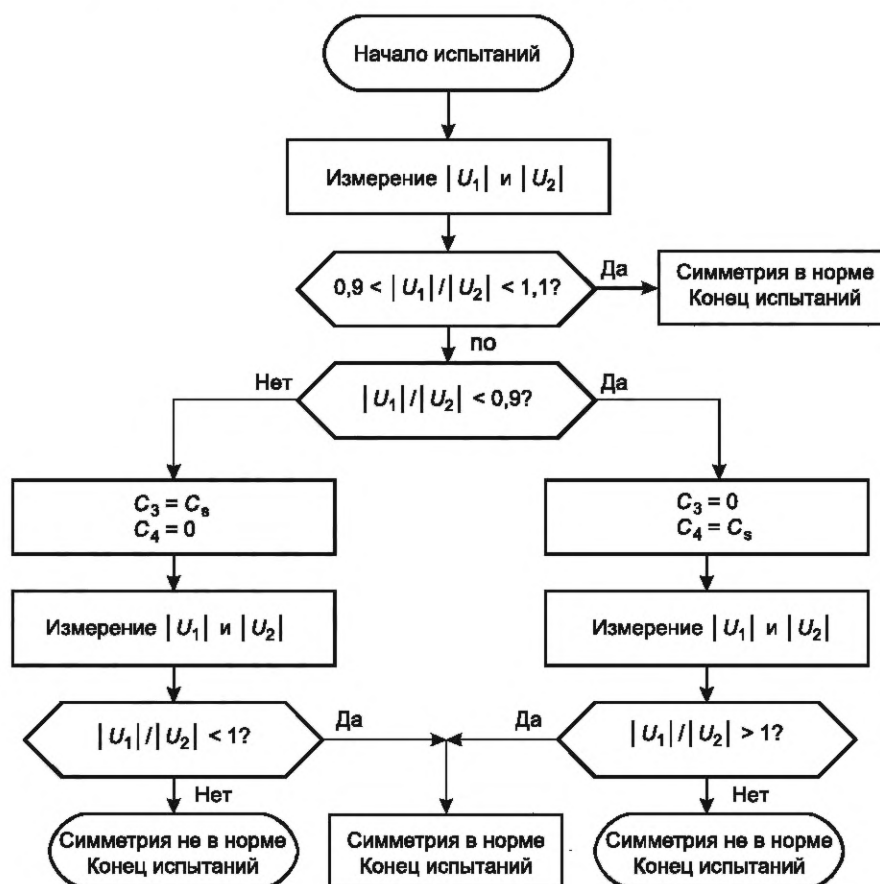 Начало испытаний
Измерение |U₁| и |U₂|
0,9 < |U₁|/|U₂| < 1,1?
Да
Симметрия в норме
Конец испытаний
по
|U₁|/|U₂| < 0,9?
Нет
Да
C₃ = Cₛ
C₄ = 0
C₃ = 0
C₄ = Cₛ
Измерение |U₁| и |U₂|
Измерение |U₁| и |U₂|
|U₁|/|U₂| < 1?
Да
Да
|U₁|/|U₂| > 1?
Нет
Нет
Симметрия не в норме
Конец испытаний
Симметрия в норме
Конец испытаний
Симметрия не в норме
Конец испытаний